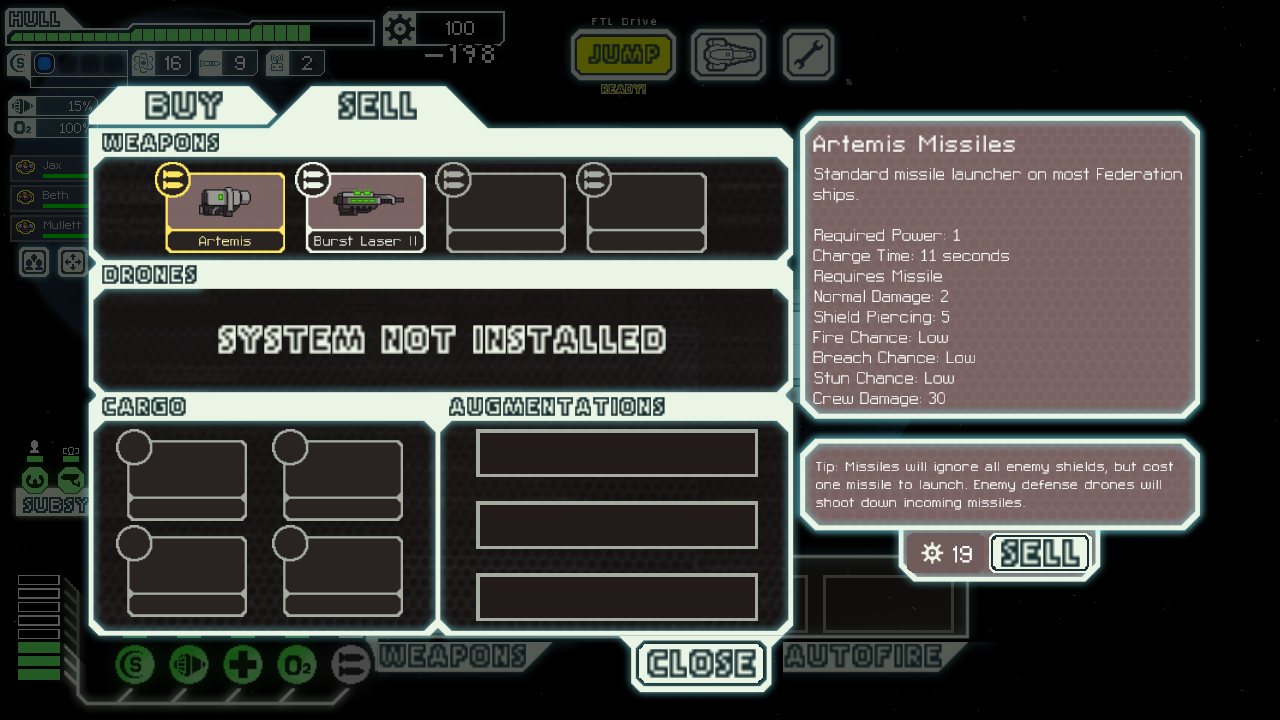 HULL
100
-198
FTL Drive
JUMP
READY!
16
9
2
15%
100%
Jax
Beth
Mullett
BUY
SELL
WEAPONS
Artemis
Burst Laser II
DRONES
SYSTEM NOT INSTALLED
CARGO
AUGMENTATIONS
Artemis Missiles
Standard missile launcher on most Federation
ships.
Required Power: 1
Charge Time: 11 seconds
Requires Missile
Normal Damage: 2
Shield Piercing: 5
Fire Chance: Low
Breach Chance: Low
Stun Chance: Low
Crew Damage: 30
Tip: Missiles will ignore all enemy shields, but cost
one missile to launch. Enemy defense drones will
shoot down incoming missiles.
19
SELL
SUBSY
WEAPONS
CLOSE
AUTOFIRE